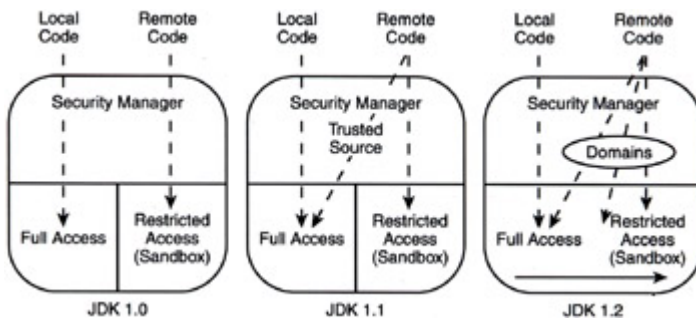 Local
Code
Remote
Code
Security Manager
Full Access
Restricted
Access
(Sandbox)
JDK 1.0
Local
Code
Remote
Code
Security Manager
Trusted
Source
Full Access
Restricted
Access
(Sandbox)
JDK 1.1
Local
Code
Remote
Code
Security Manager
Domains
Full Access
Restricted
Access
(Sandbox)
JDK 1.2